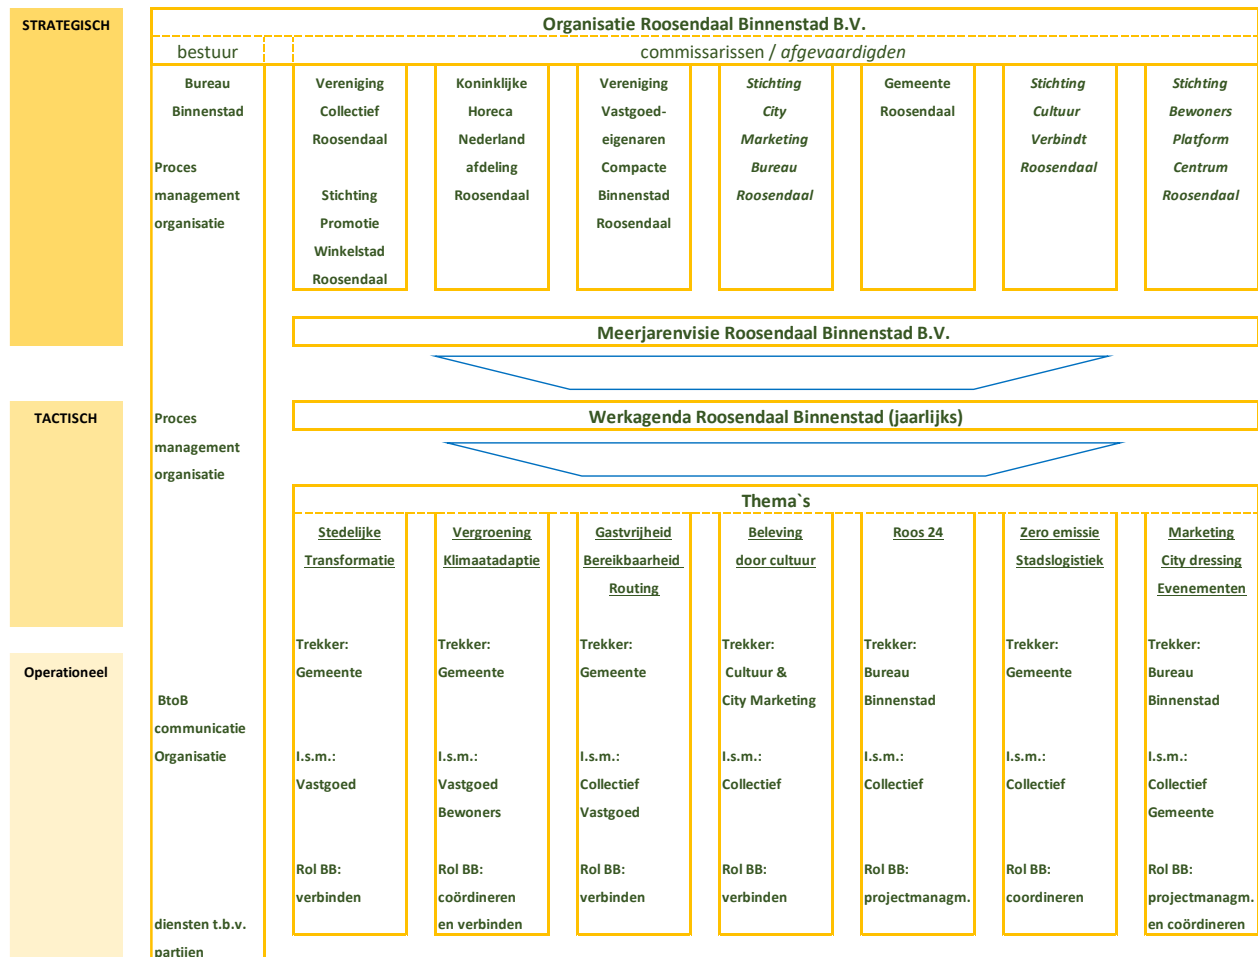 STRATEGISCH
Organisatie Roosendaal Binnenstad B.V.
bestuur
commissarissen / afgevaardigden
Bureau
Binnenstad
Proces
management
organisatie
Vereniging
Collectief
Roosendaal
Stichting
Promotie
Winkelstad
Roosendaal
Koninklijke
Horeca
Nederland
afdeling
Roosendaal
Vereniging
Vastgoed-
eigenaren
Compacte
Binnenstad
Roosendaal
Stichting
City
Marketing
Bureau
Roosendaal
Gemeente
Roosendaal
Stichting
Cultuur
Verbindt
Roosendaal
Stichting
Bewoners
Platform
Centrum
Roosendaal
Meerjarenvisie Roosendaal Binnenstad B.V.
TACTISCH
Proces
management
organisatie
Werkagenda Roosendaal Binnenstad (jaarlijks)
Thema`s
Stedelijke
Transformatie
Trekker:
Gemeente
I.s.m.:
Vastgoed
Rol BB:
verbinden
Vergroening
Klimaatadaptie
Trekker:
Gemeente
I.s.m.:
Vastgoed
Bewoners
Rol BB:
coördineren
en verbinden
Gastvrijheid
Bereikbaarheid
Routing
Trekker:
Gemeente
I.s.m.:
Collectief
Vastgoed
Rol BB:
verbinden
Beleving
door cultuur
Trekker:
Cultuur &
City Marketing
I.s.m.:
Collectief
Rol BB:
verbinden
Roos 24
Trekker:
Bureau
Binnenstad
I.s.m.:
Collectief
Rol BB:
projectmanagm.
Zero emissie
Stadslogistiek
Trekker:
Gemeente
I.s.m.:
Collectief
Rol BB:
coordineren
Marketing
City dressing
Evenementen
Trekker:
Bureau
Binnenstad
I.s.m.:
Collectief
Gemeente
Rol BB:
projectmanagm.
en coördineren
Operationeel
BtoB
communicatie
Organisatie
diensten t.b.v.
partijen